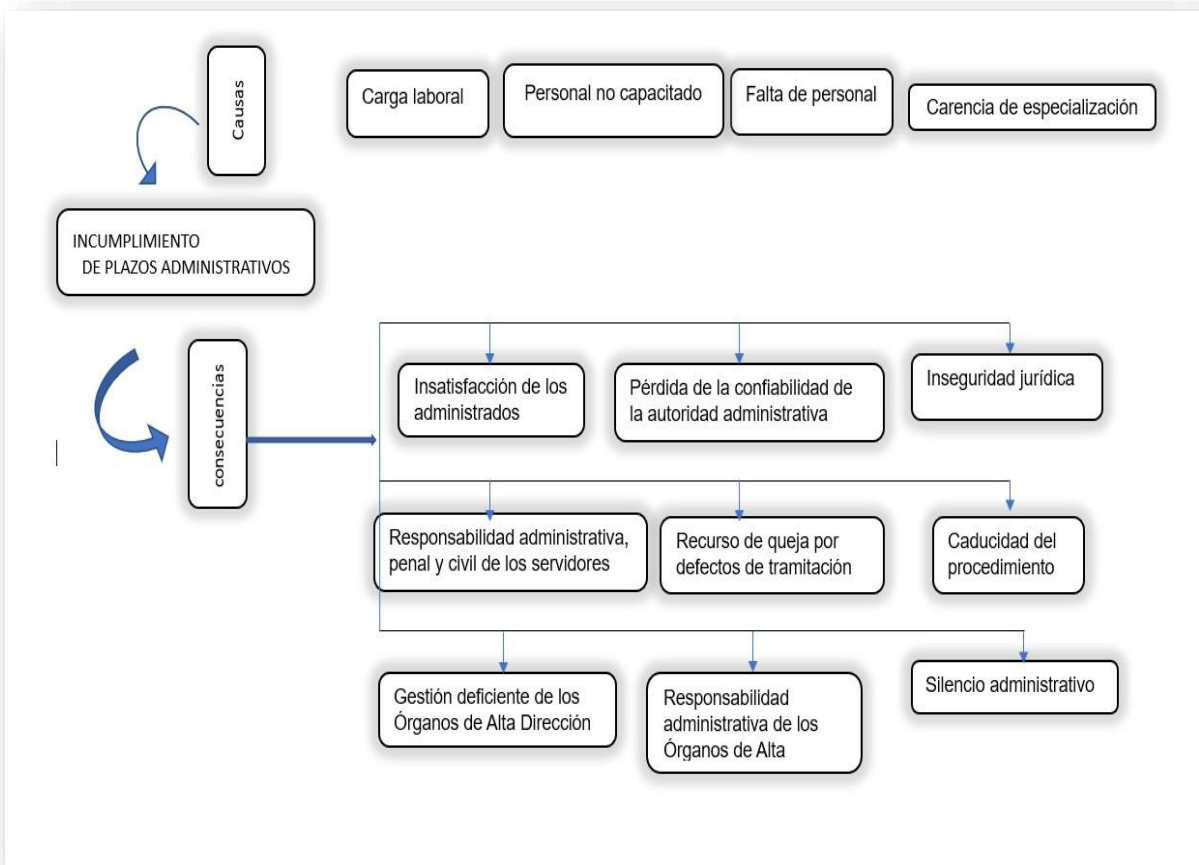 Causas
Carga laboral
Personal no capacitado
Falta de personal
Carencia de especialización
INCUMPLIMIENTO
DE PLAZOS ADMINISTRATIVOS
consecuencias
Insatisfacción de los
administrados
Pérdida de la confiabilidad de
la autoridad administrativa
Inseguridad jurídica
Responsabilidad administrativa,
penal y civil de los servidores
Recurso de queja por
defectos de tramitación
Caducidad del
procedimiento
Gestión deficiente de los
Órganos de Alta Dirección
Responsabilidad
administrativa de los
Órganos de Alta
Silencio administrativo